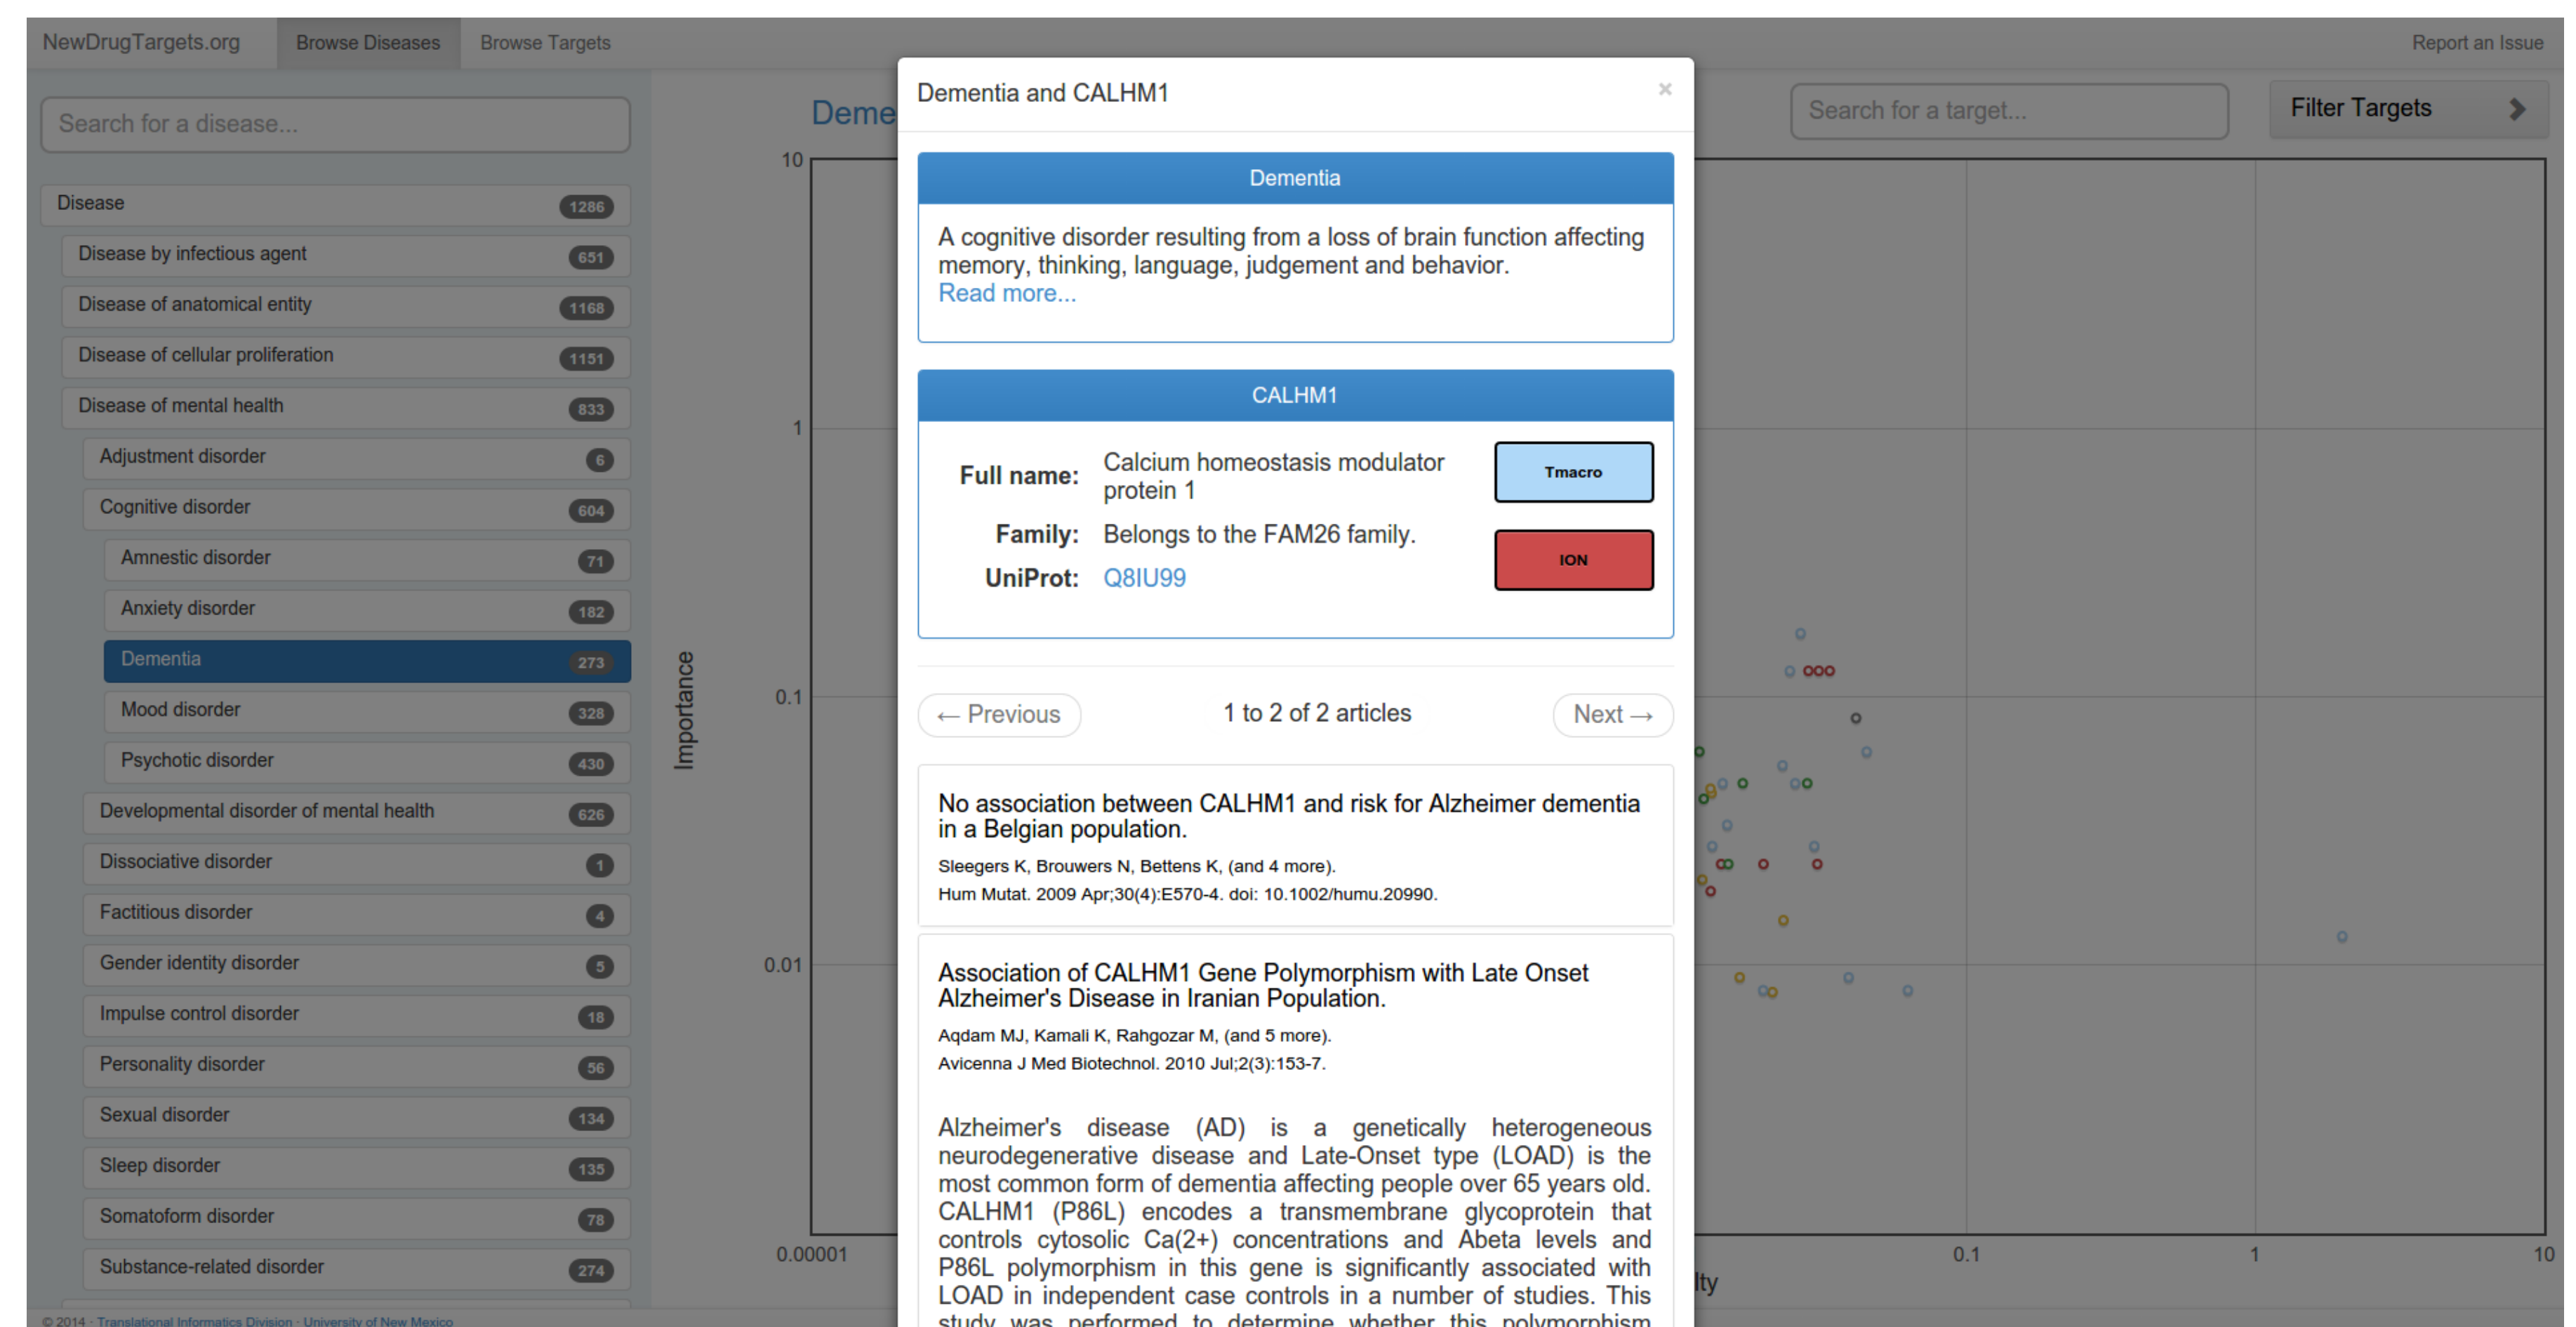 NewDrugTargets.org Browse Diseases Browse Targets Report an Issue
Search for a disease...
Disease 1286
Disease by infectious agent 651
Disease of anatomical entity 1168
Disease of cellular proliferation 1151
Disease of mental health 833
Adjustment disorder 6
Cognitive disorder 604
Amnestic disorder 71
Anxiety disorder 182
Dementia 273
Mood disorder 328
Psychotic disorder 430
Developmental disorder of mental health 626
Dissociative disorder 1
Factitious disorder 4
Gender identity disorder 5
Impulse control disorder 18
Personality disorder 56
Sexual disorder 134
Sleep disorder 135
Somatoform disorder 78
Substance-related disorder 274
© 2014 · Translational Informatics Division · University of New Mexico
Deme
Search for a target...
Filter Targets
10
1
0.1
0.01
Importance
0.00001
0.1
1
10
lty
Dementia and CALHM1 ×
Dementia
A cognitive disorder resulting from a loss of brain function affecting
memory, thinking, language, judgement and behavior.
Read more...
CALHM1
Full name: Calcium homeostasis modulator
protein 1
Tmacro
Family: Belongs to the FAM26 family.
ION
UniProt: Q8IU99
← Previous 1 to 2 of 2 articles Next →
No association between CALHM1 and risk for Alzheimer dementia
in a Belgian population.
Sleegers K, Brouwers N, Bettens K, (and 4 more).
Hum Mutat. 2009 Apr;30(4):E570-4. doi: 10.1002/humu.20990.
Association of CALHM1 Gene Polymorphism with Late Onset
Alzheimer's Disease in Iranian Population.
Aqdam MJ, Kamali K, Rahgozar M, (and 5 more).
Avicenna J Med Biotechnol. 2010 Jul;2(3):153-7.
Alzheimer's disease (AD) is a genetically heterogeneous
neurodegenerative disease and Late-Onset type (LOAD) is the
most common form of dementia affecting people over 65 years old.
CALHM1 (P86L) encodes a transmembrane glycoprotein that
controls cytosolic Ca(2+) concentrations and Abeta levels and
P86L polymorphism in this gene is significantly associated with
LOAD in independent case controls in a number of studies. This
study was performed to determine whether this polymorphism